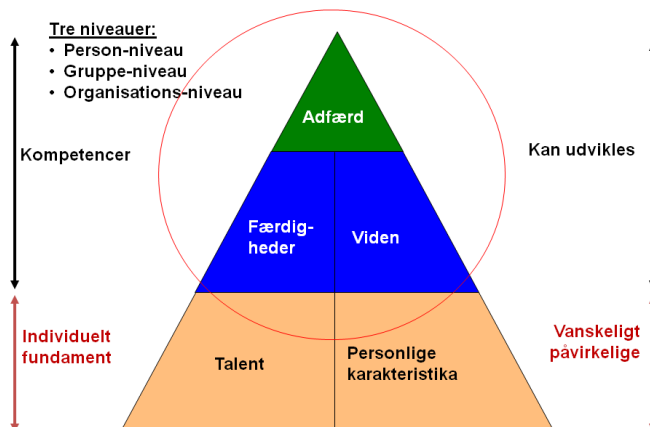 Tre niveauer:
• Person-niveau
• Gruppe-niveau
• Organisations-niveau
Adfærd
Kompetencer
Kan udvikles
Færdig-
heder
Viden
Individuelt
fundament
Talent
Personlige
karakteristika
Vanskeligt
påvirkelige